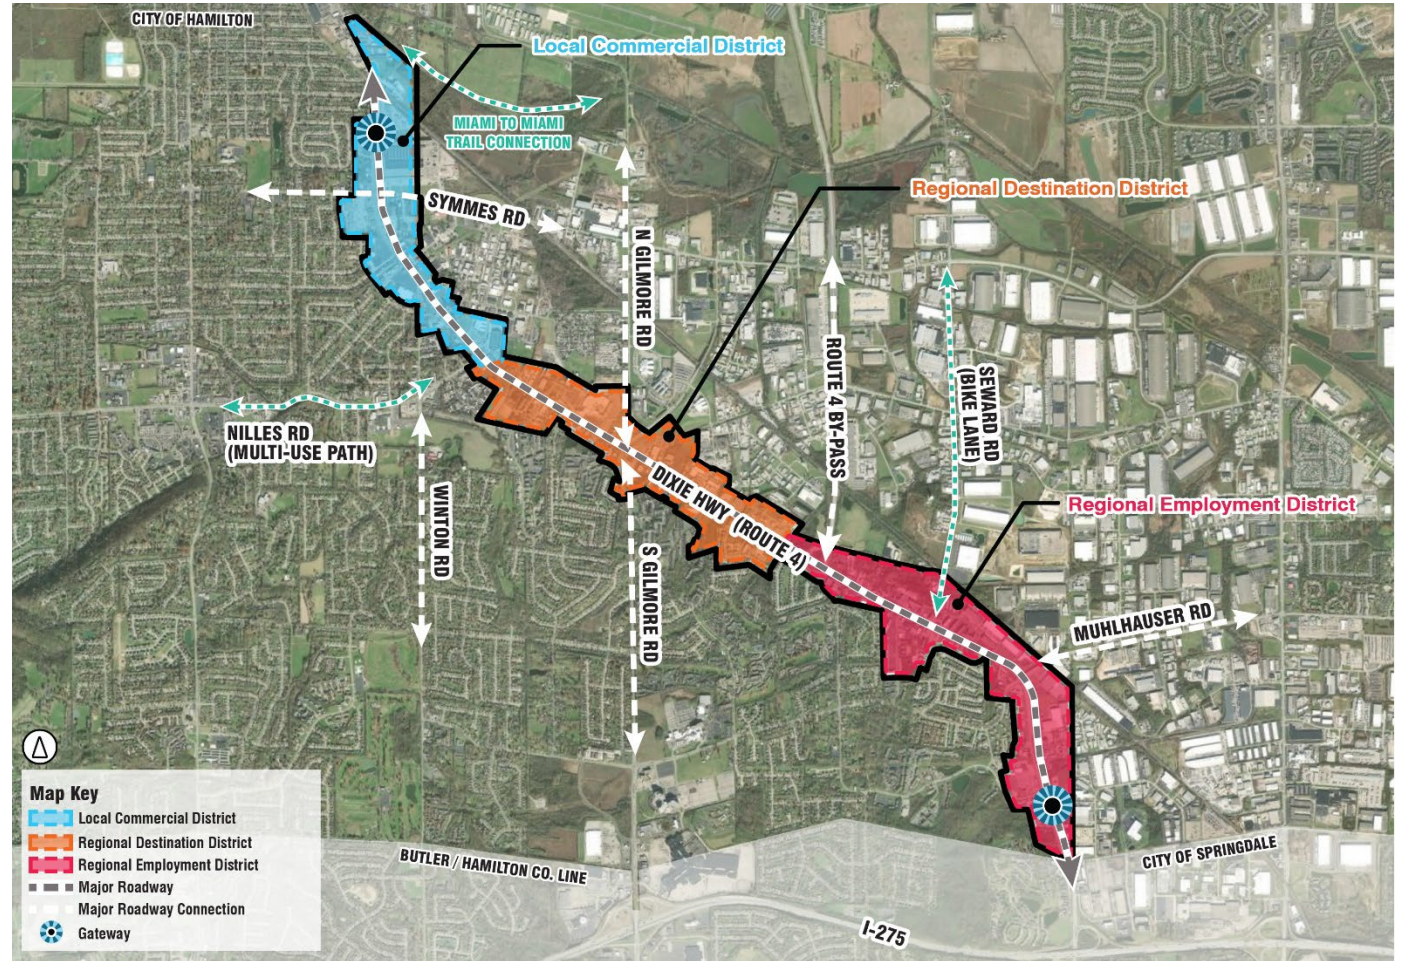 CITY OF HAMILTON
Local Commercial District
MIAMI TO MIAMI
TRAIL CONNECTION
Regional Destination District
SYMMES RD
N GILMORE RD
ROUTE 4 BY-PASS
SEWARD RD
(BIKE LANE)
NILLES RD
(MULTI-USE PATH)
DIXIE HWY (ROUTE 4)
Regional Employment District
WINTON RD
S GILMORE RD
MUHLHAUSER RD
Map Key
Local Commercial District
Regional Destination District
Regional Employment District
Major Roadway
Major Roadway Connection
Gateway
BUTLER / HAMILTON CO. LINE
CITY OF SPRINGDALE
I-275